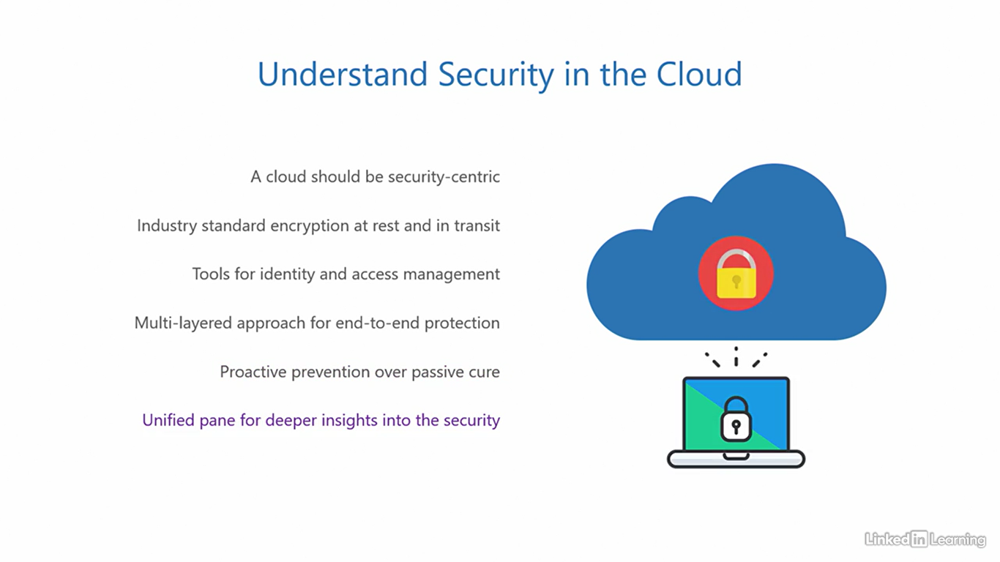 Understand Security in the Cloud
A cloud should be security-centric
Industry standard encryption at rest and in transit
Tools for identity and access management
Multi-layered approach for end-to-end protection
Proactive prevention over passive cure
Unified pane for deeper insights into the security
Linked in Learning